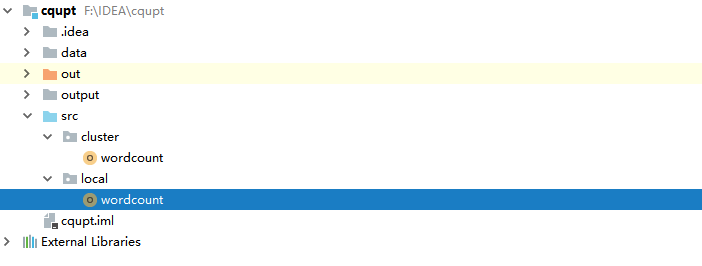 cqupt F:\IDEA\cqupt
.idea
data
out
output
src
cluster
wordcount
local
wordcount
cqupt.iml
External Libraries